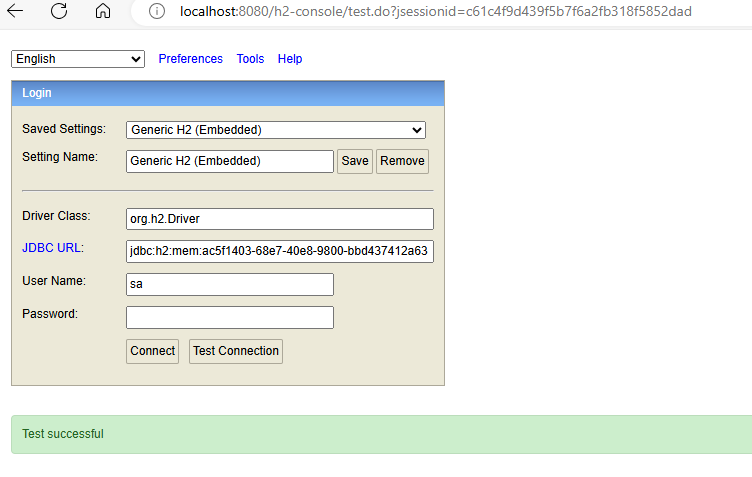 localhost:8080/h2-console/test.do?jsessionid=c61c4f9d439f5b7f6a2fb318f5852dad
English Preferences Tools Help
Login
Saved Settings: Generic H2 (Embedded)
Setting Name: Generic H2 (Embedded) Save Remove
Driver Class: org.h2.Driver
JDBC URL: jdbc:h2:mem:ac5f1403-68e7-40e8-9800-bbd437412a63
User Name: sa
Password:
Connect Test Connection
Test successful